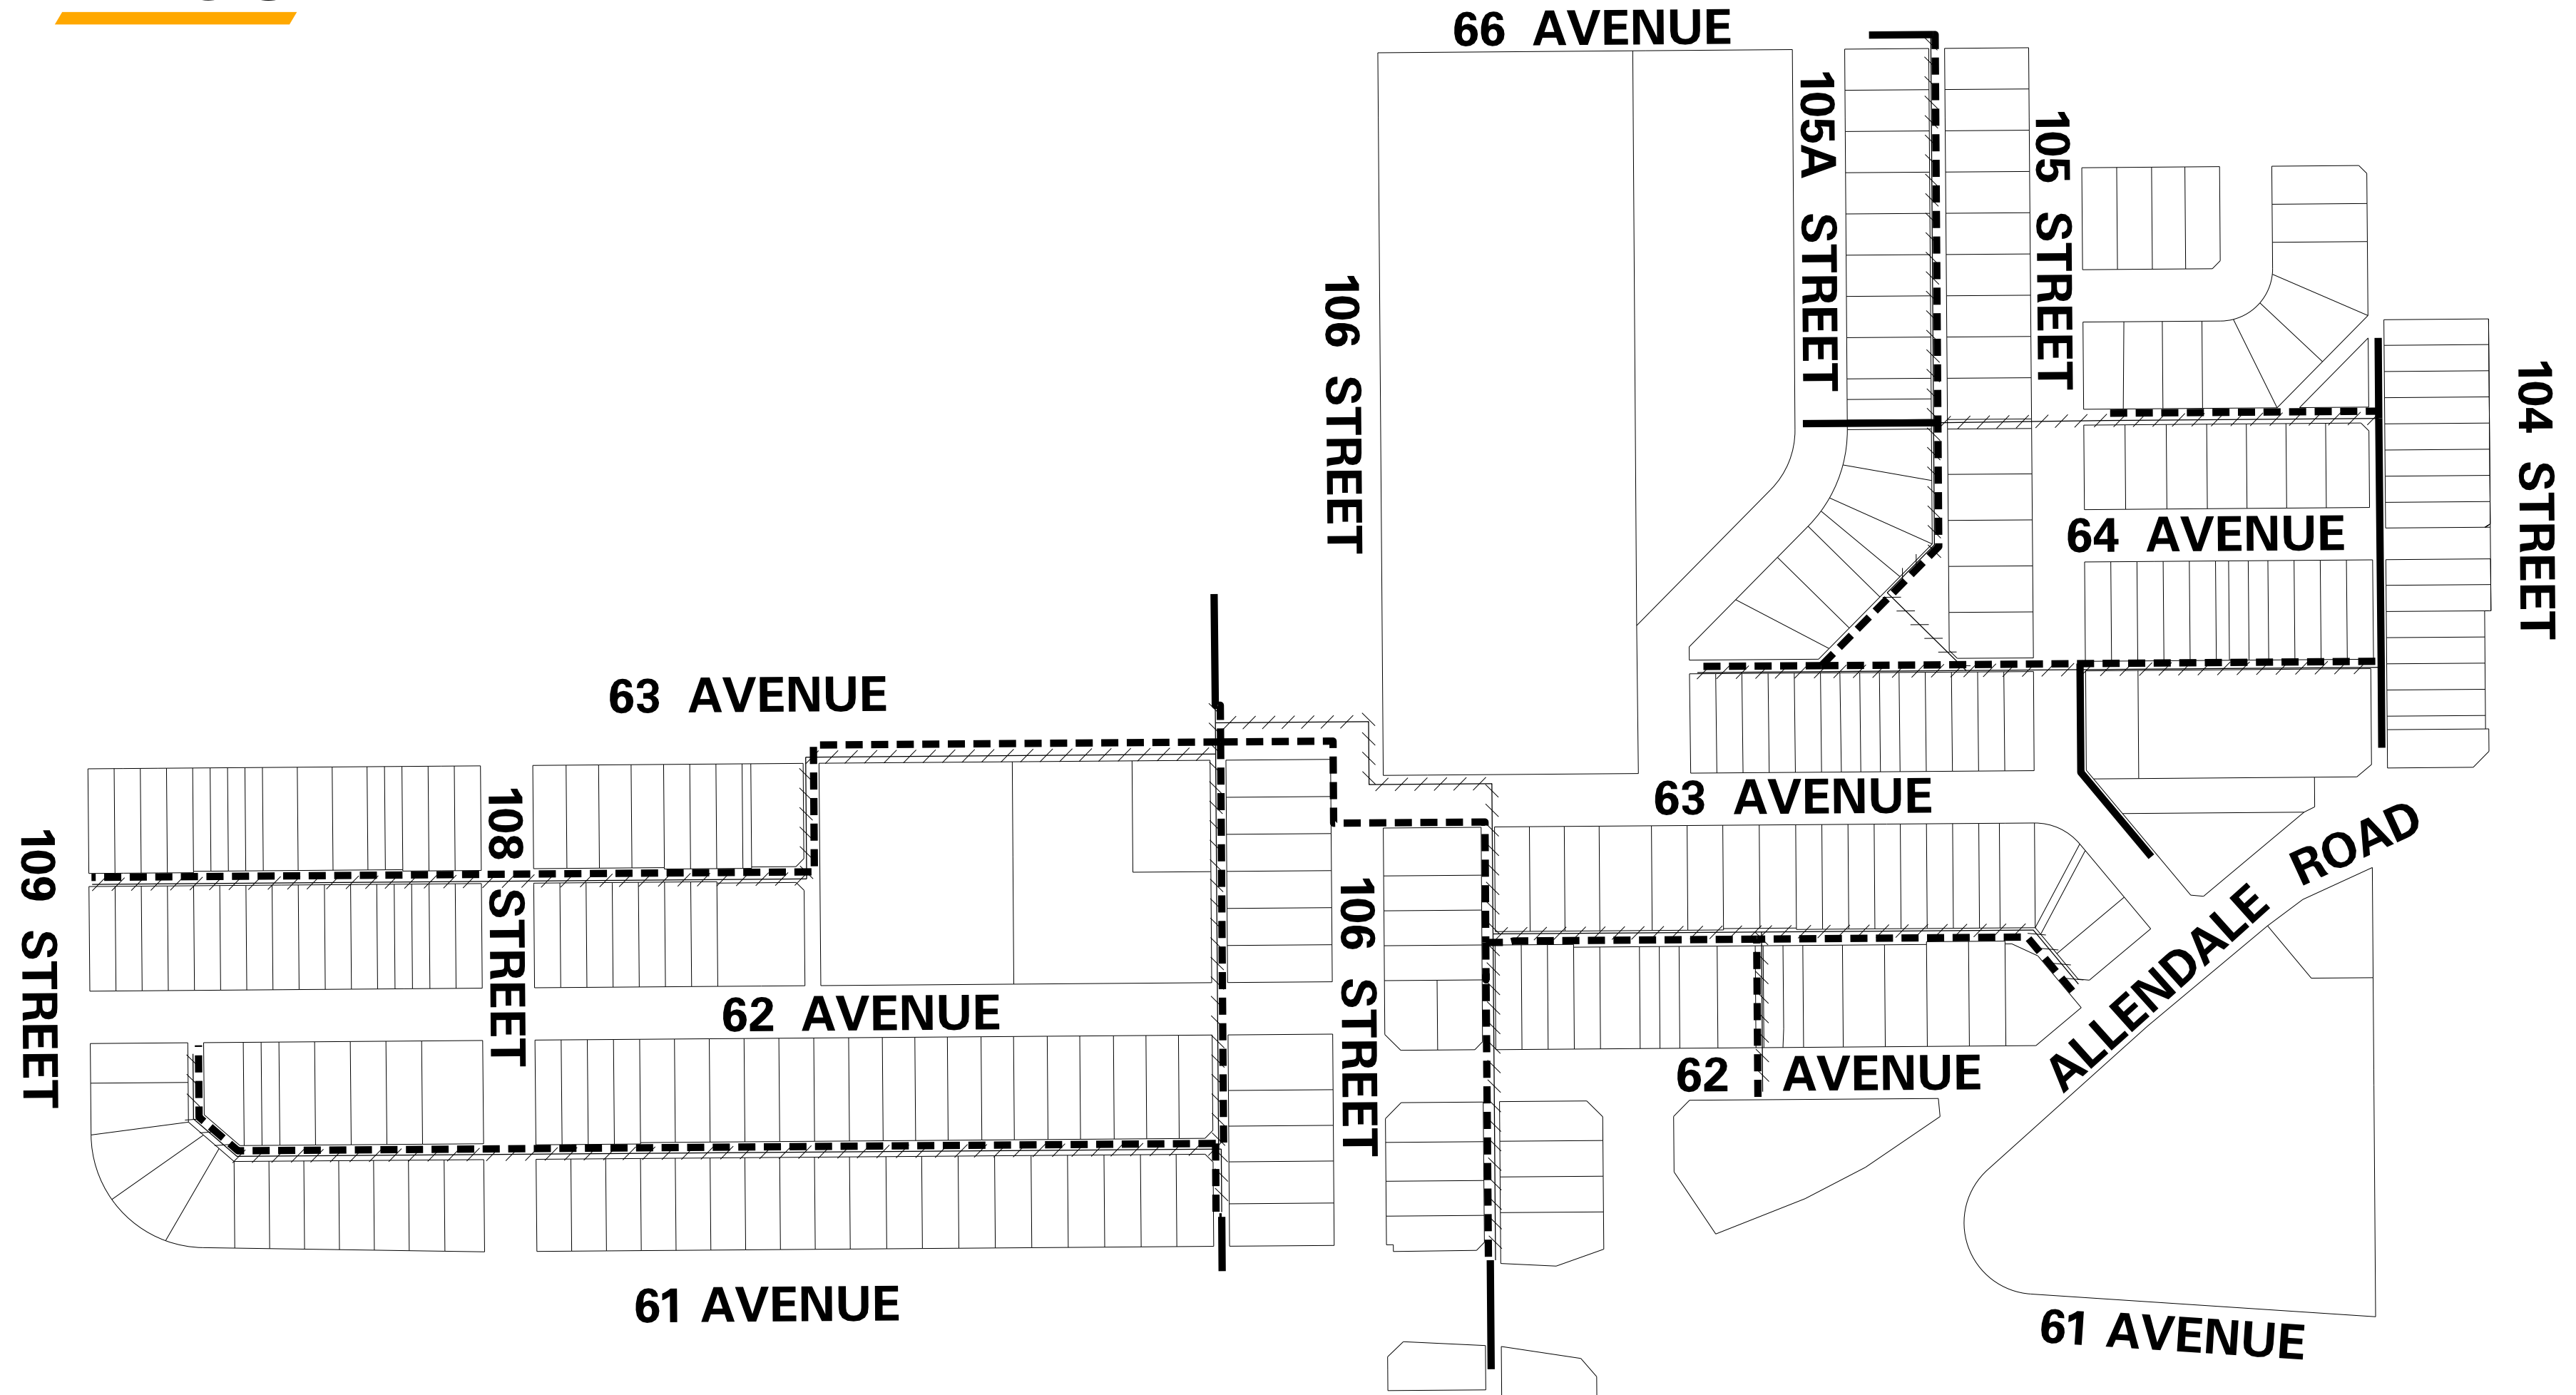 66 AVENUE
105A STREET
105 STREET
106 STREET
104 STREET
64 AVENUE
63 AVENUE
63 AVENUE
108 STREET
109 STREET
106 STREET
ALLENDALE ROAD
62 AVENUE
62 AVENUE
61 AVENUE
61 AVENUE